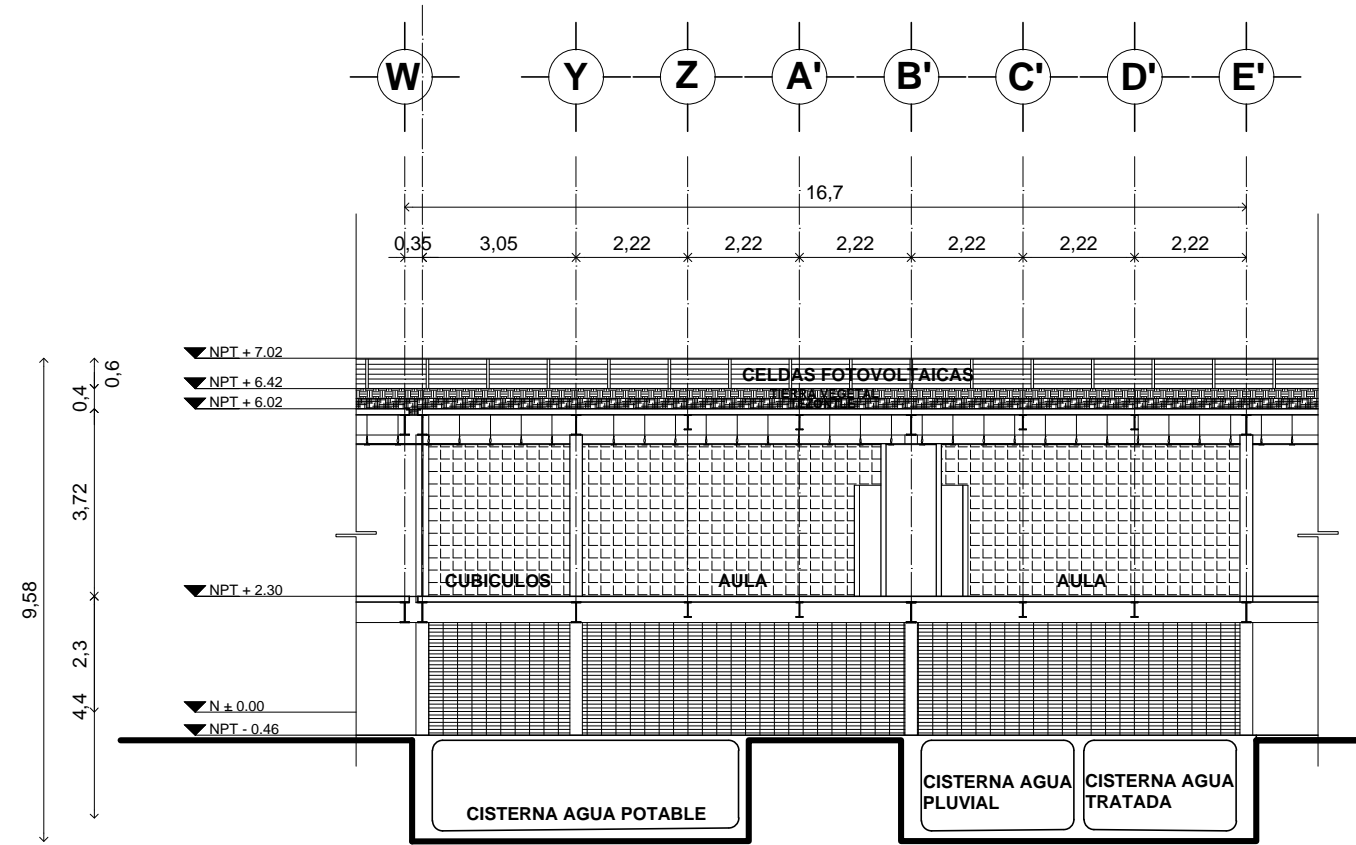 W Y Z A' B' C' D' E'
16,7
0,35 3,05 2,22 2,22 2,22 2,22 2,22 2,22
NPT + 7.02
0,6
CELDAS FOTOVOLTAICAS
NPT + 6.42
0,4
TIERRA VEGETAL
NPT + 6.02
3,72
CUBICULOS AULA AULA
NPT + 2.30
9,58
2,3
4,4
N ± 0.00
NPT - 0.46
CISTERNA AGUA POTABLE
CISTERNA AGUA
PLUVIAL
CISTERNA AGUA
TRATADA